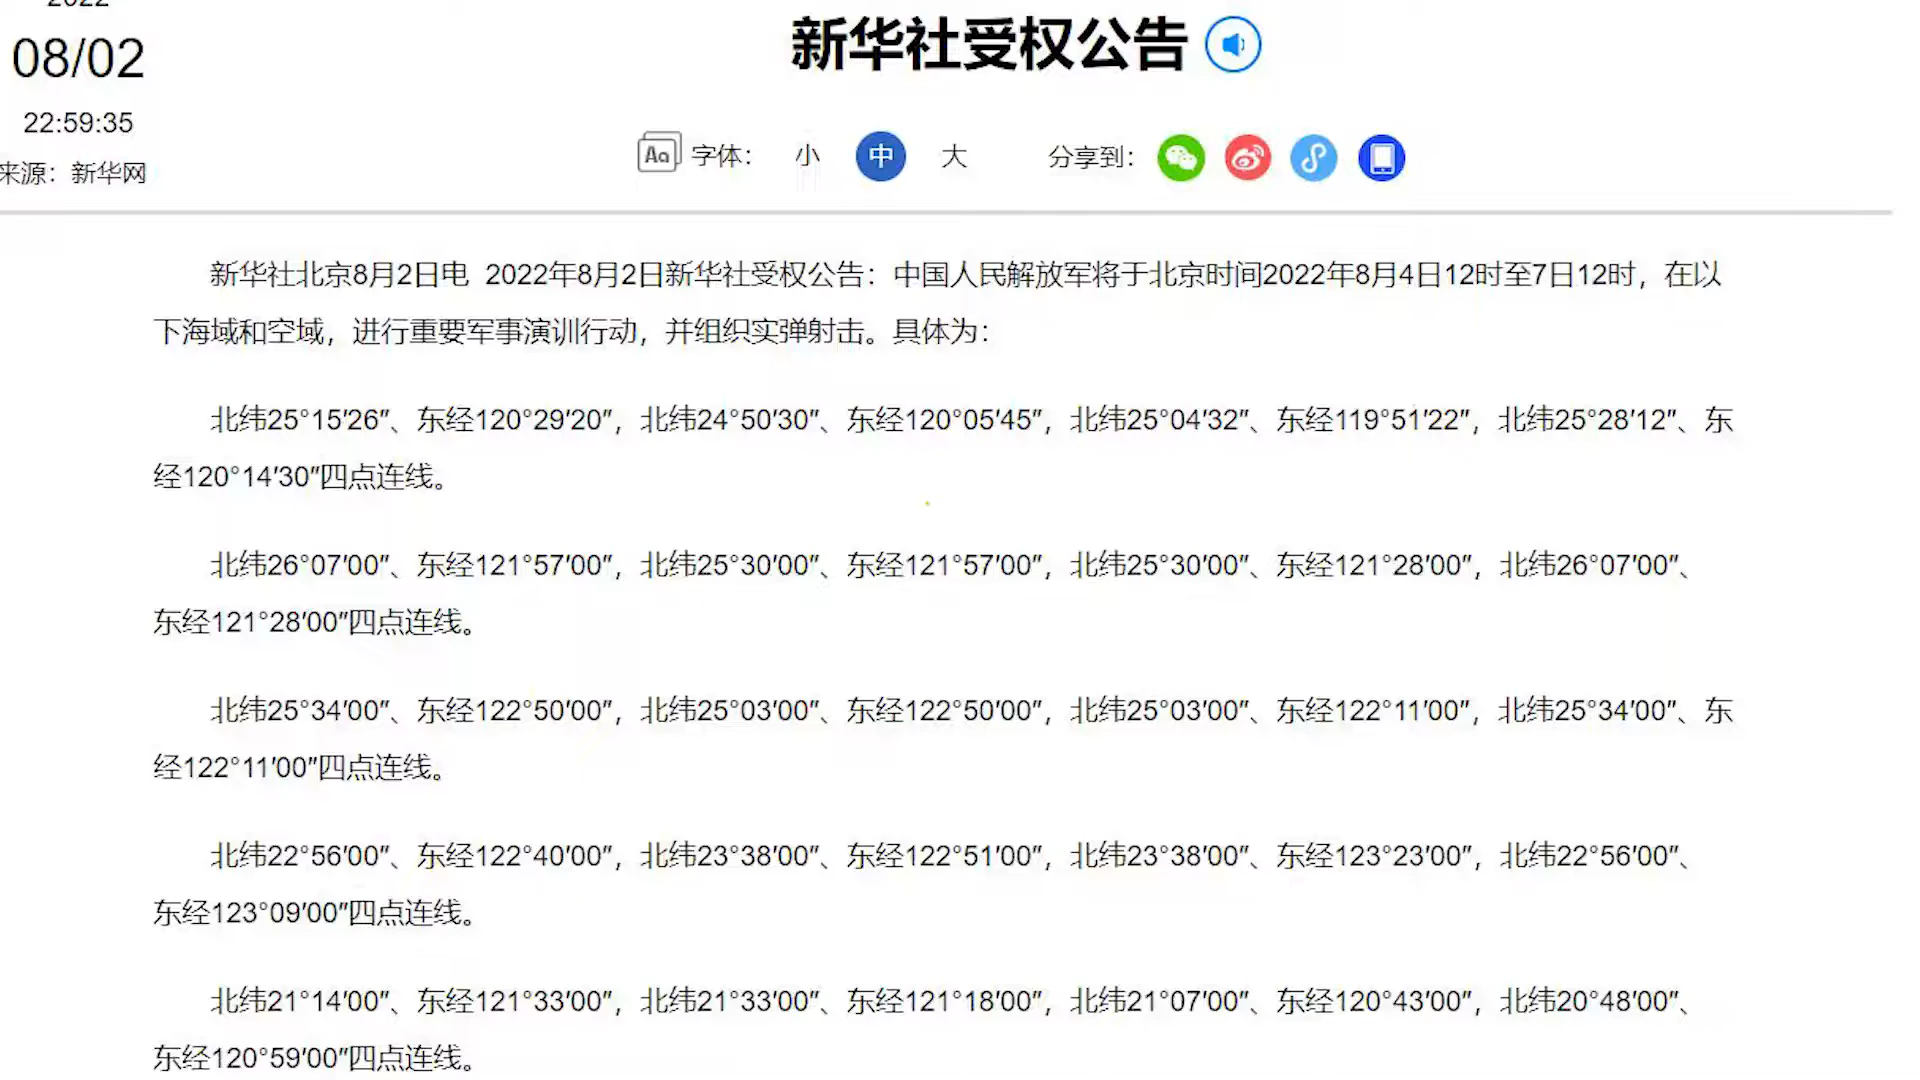 2022
08/02
22:59:35
来源：新华网
新华社受权公告
Aa 字体： 小 中 大 分享到：
新华社北京8月2日电 2022年8月2日新华社受权公告：中国人民解放军将于北京时间2022年8月4日12时至7日12时，在以
下海域和空域，进行重要军事演训行动，并组织实弹射击。具体为：
北纬25°15′26″、东经120°29′20″，北纬24°50′30″、东经120°05′45″，北纬25°04′32″、东经119°51′22″，北纬25°28′12″、东
经120°14′30″四点连线。
北纬26°07′00″、东经121°57′00″，北纬25°30′00″、东经121°57′00″，北纬25°30′00″、东经121°28′00″，北纬26°07′00″、
东经121°28′00″四点连线。
北纬25°34′00″、东经122°50′00″，北纬25°03′00″、东经122°50′00″，北纬25°03′00″、东经122°11′00″，北纬25°34′00″、东
经122°11′00″四点连线。
北纬22°56′00″、东经122°40′00″，北纬23°38′00″、东经122°51′00″，北纬23°38′00″、东经123°23′00″，北纬22°56′00″、
东经123°09′00″四点连线。
北纬21°14′00″、东经121°33′00″，北纬21°33′00″、东经121°18′00″，北纬21°07′00″、东经120°43′00″，北纬20°48′00″、
东经120°59′00″四点连线。